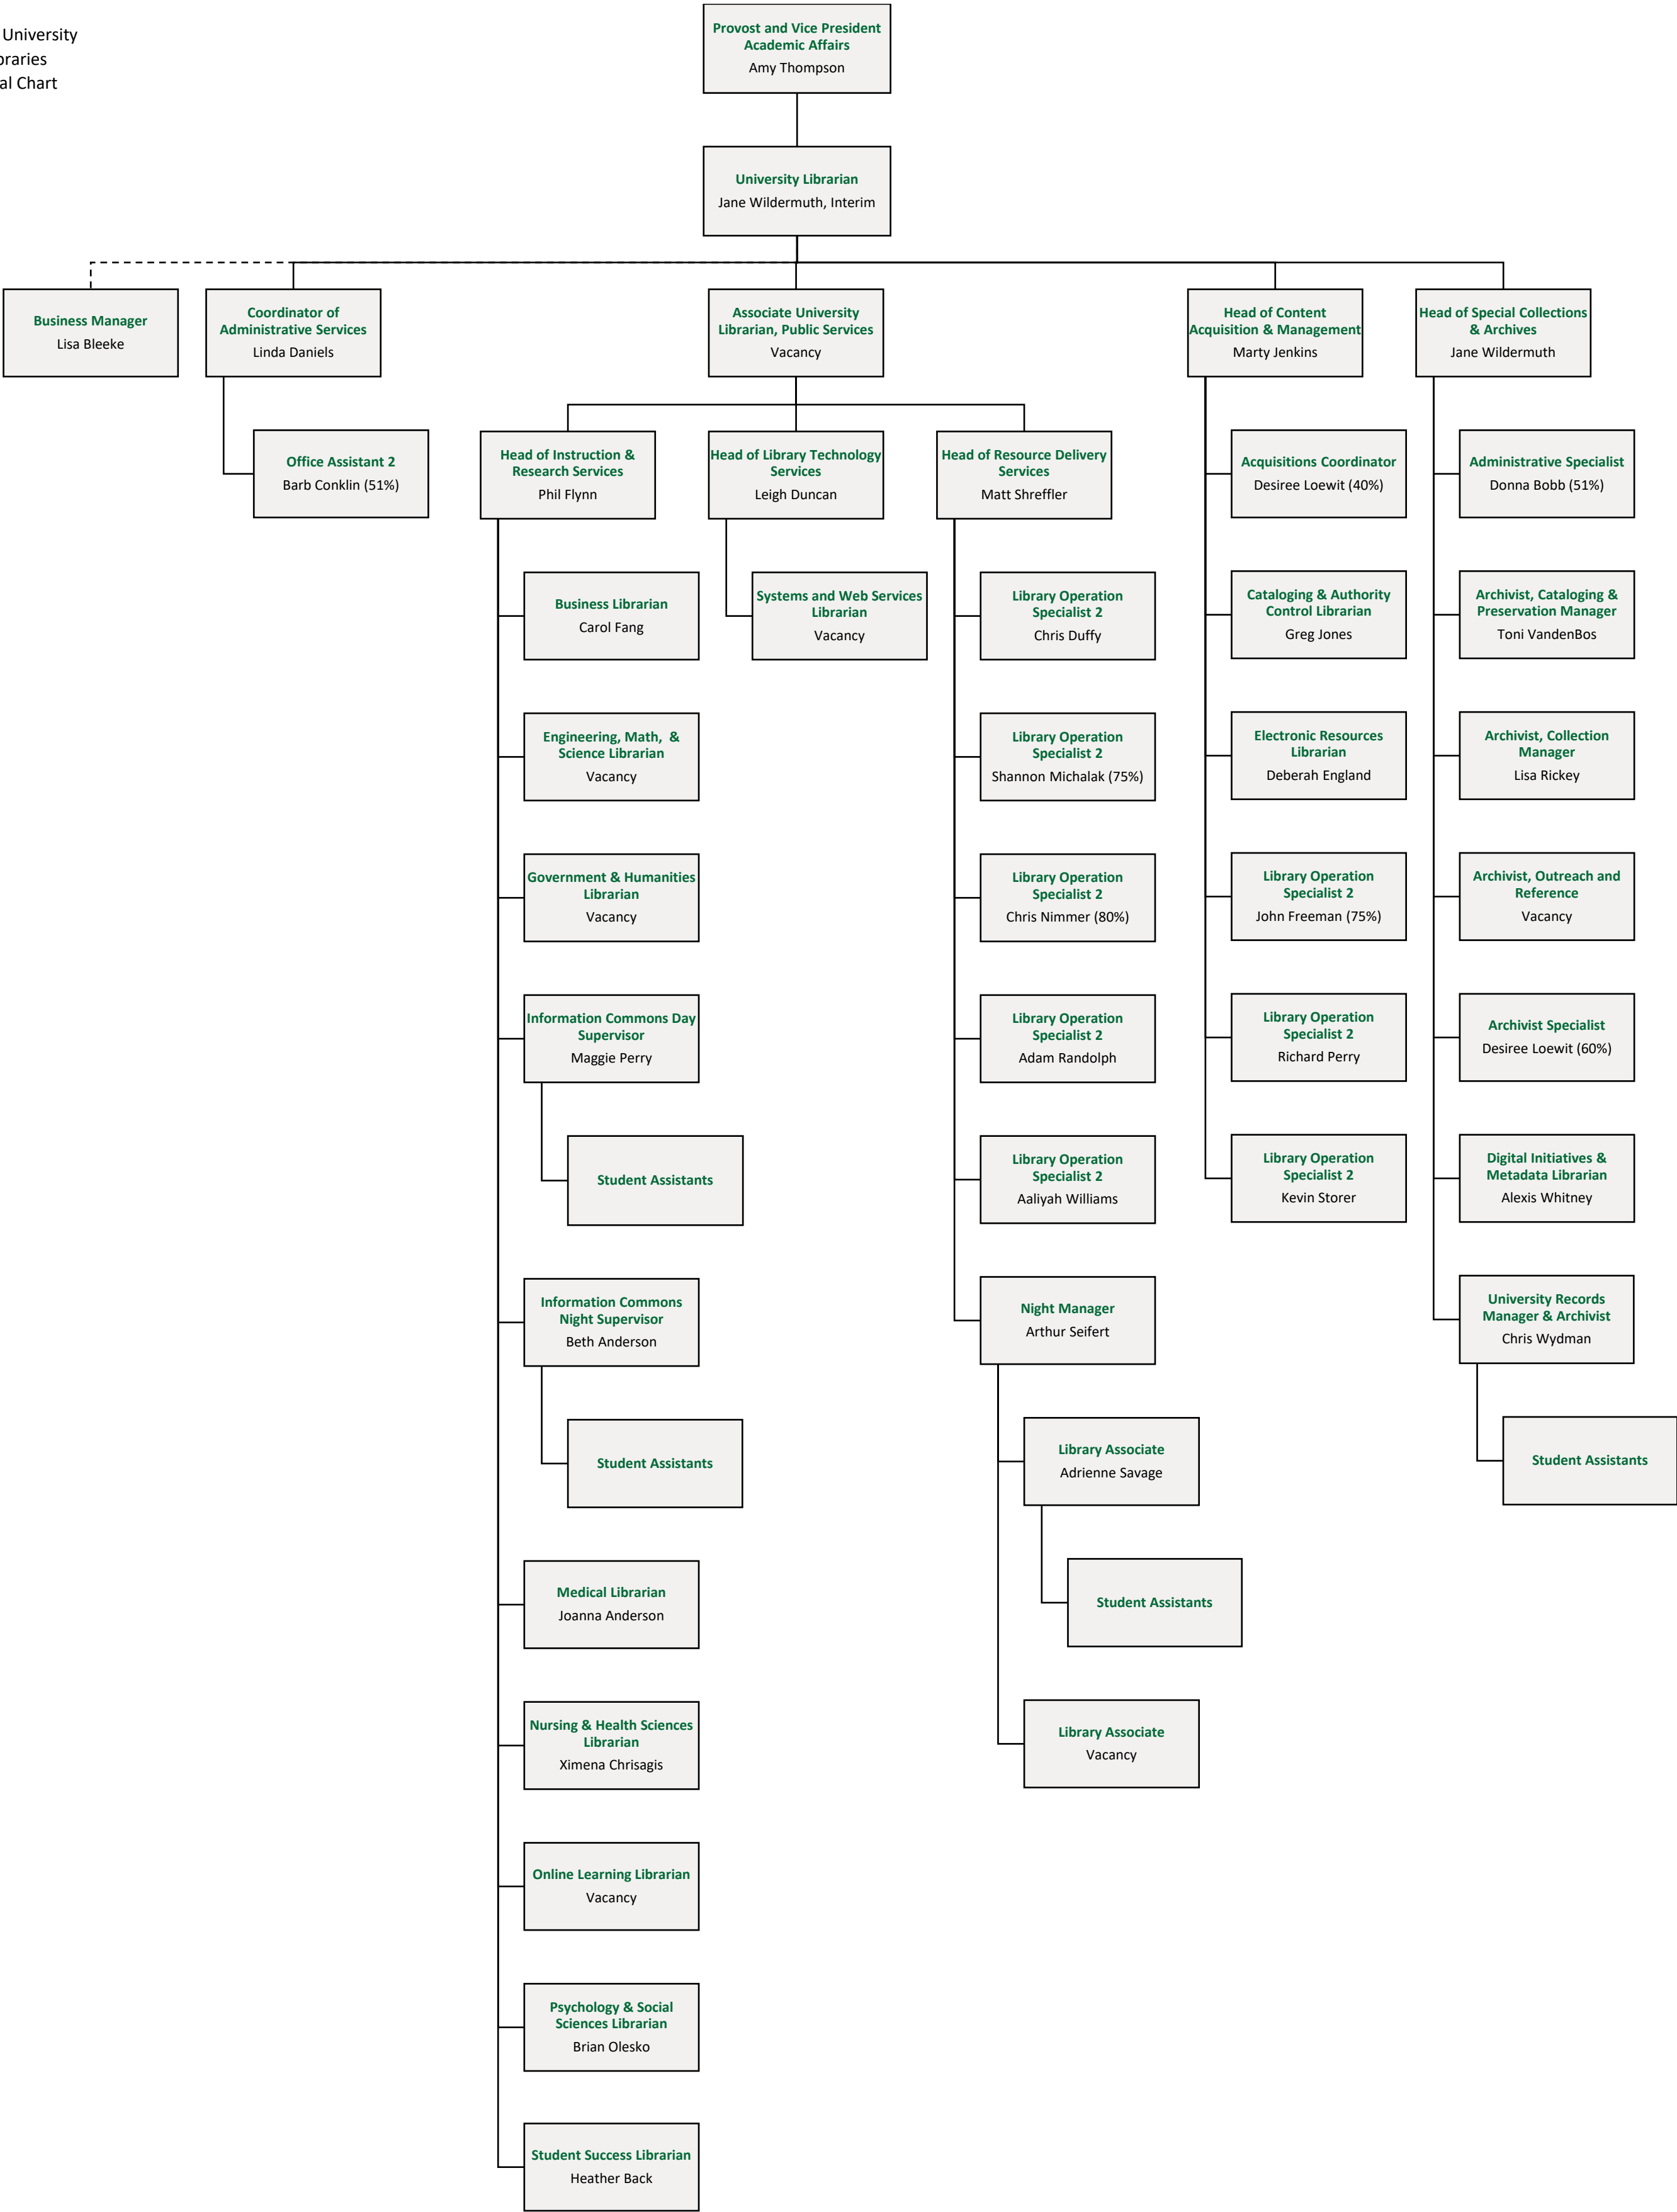 University
braries
al Chart
Provost and Vice President
Academic Affairs
Amy Thompson
University Librarian
Jane Wildermuth, Interim
Business Manager
Lisa Bleeke
Coordinator of
Administrative Services
Linda Daniels
Associate University
Librarian, Public Services
Vacancy
Head of Content
Acquisition & Management
Marty Jenkins
Head of Special Collections
& Archives
Jane Wildermuth
Office Assistant 2
Barb Conklin (51%)
Head of Instruction &
Research Services
Phil Flynn
Head of Library Technology
Services
Leigh Duncan
Head of Resource Delivery
Services
Matt Shreffler
Business Librarian
Carol Fang
Engineering, Math, &
Science Librarian
Vacancy
Government & Humanities
Librarian
Vacancy
Information Commons Day
Supervisor
Maggie Perry
Student Assistants
Information Commons
Night Supervisor
Beth Anderson
Student Assistants
Medical Librarian
Joanna Anderson
Nursing & Health Sciences
Librarian
Ximena Chrisagis
Online Learning Librarian
Vacancy
Psychology & Social
Sciences Librarian
Brian Olesko
Student Success Librarian
Heather Back
Systems and Web Services
Librarian
Vacancy
Library Operation
Specialist 2
Chris Duffy
Library Operation
Specialist 2
Shannon Michalak (75%)
Library Operation
Specialist 2
Chris Nimmer (80%)
Library Operation
Specialist 2
Adam Randolph
Library Operation
Specialist 2
Aaliyah Williams
Night Manager
Arthur Seifert
Library Associate
Adrienne Savage
Student Assistants
Library Associate
Vacancy
Acquisitions Coordinator
Desiree Loewit (40%)
Cataloging & Authority
Control Librarian
Greg Jones
Electronic Resources
Librarian
Deberah England
Library Operation
Specialist 2
John Freeman (75%)
Library Operation
Specialist 2
Richard Perry
Library Operation
Specialist 2
Kevin Storer
Administrative Specialist
Donna Bobb (51%)
Archivist, Cataloging &
Preservation Manager
Toni VandenBos
Archivist, Collection
Manager
Lisa Rickey
Archivist, Outreach and
Reference
Vacancy
Archivist Specialist
Desiree Loewit (60%)
Digital Initiatives &
Metadata Librarian
Alexis Whitney
University Records
Manager & Archivist
Chris Wydman
Student Assistants